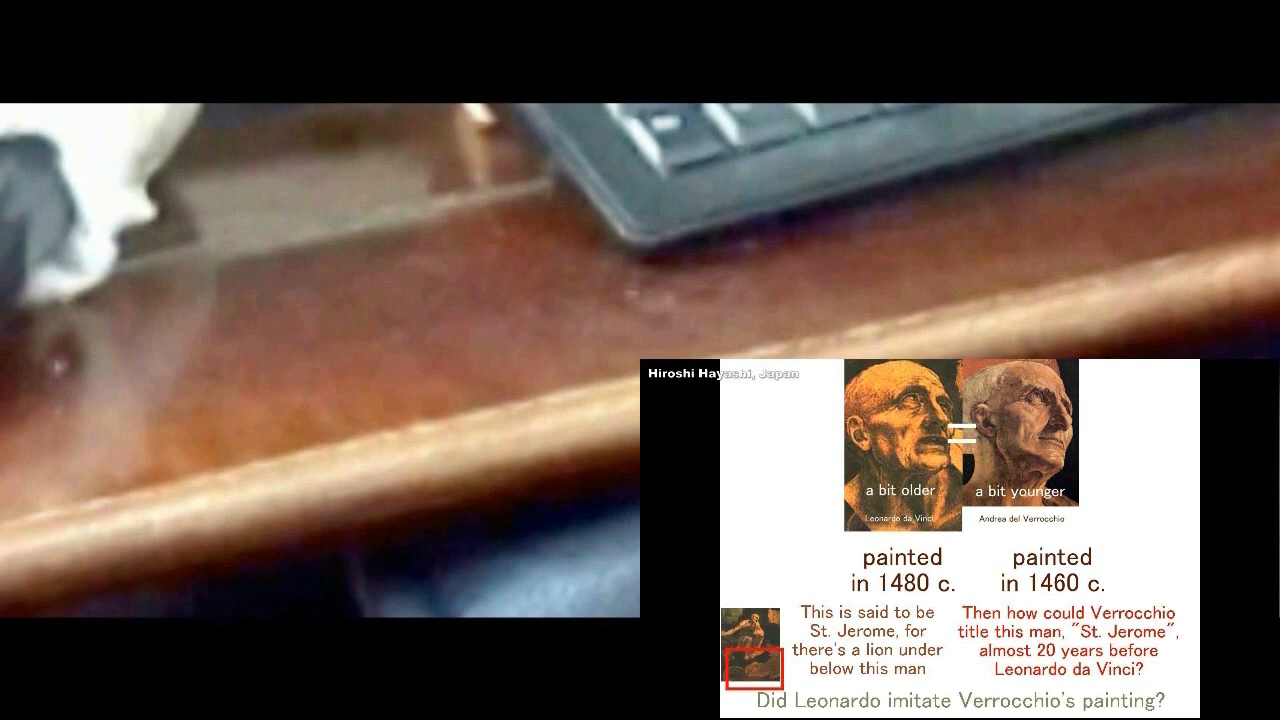 Hiroshi Hayashi, Japan
a bit older
a bit younger
Leonardo da Vinci
Andrea del Verrocchio
painted
in 1480 c.
painted
in 1460 c.
This is said to be
St. Jerome, for
there's a lion under
below this man
Then how could Verrocchio
title this man, "St. Jerome",
almost 20 years before
Leonardo da Vinci?
Did Leonardo imitate Verrocchio's painting?